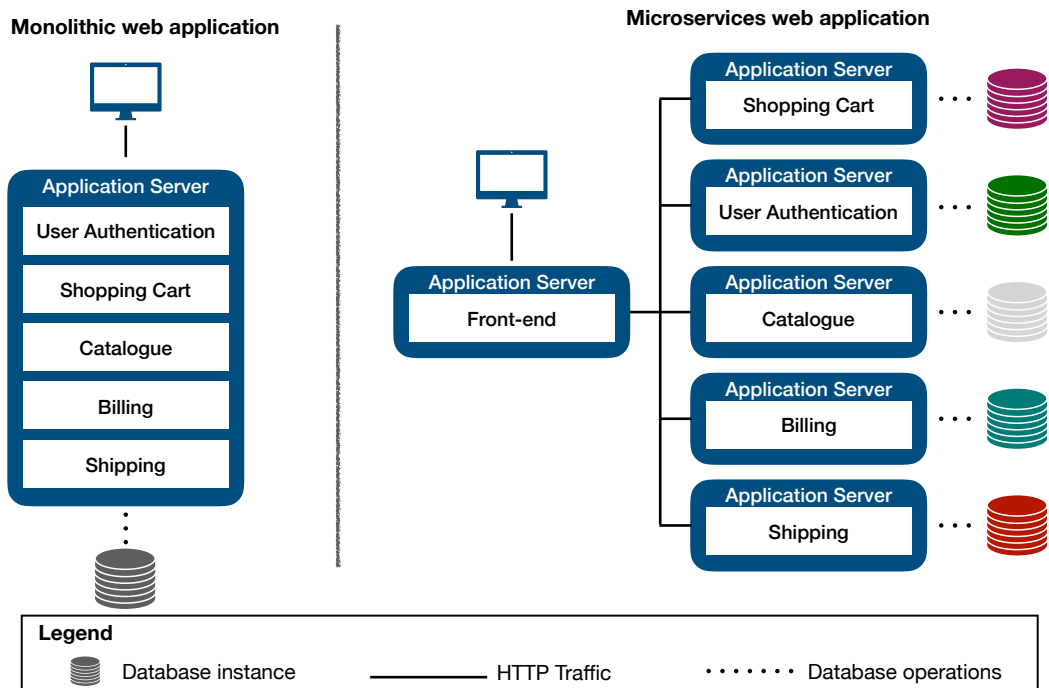 Monolithic web application
Application Server
User Authentication
Shopping Cart
Catalogue
Billing
Shipping
Microservices web application
Application Server
Front-end
Application Server
Shopping Cart
Application Server
User Authentication
Application Server
Catalogue
Application Server
Billing
Application Server
Shipping
Legend
Database instance
HTTP Traffic
Database operations